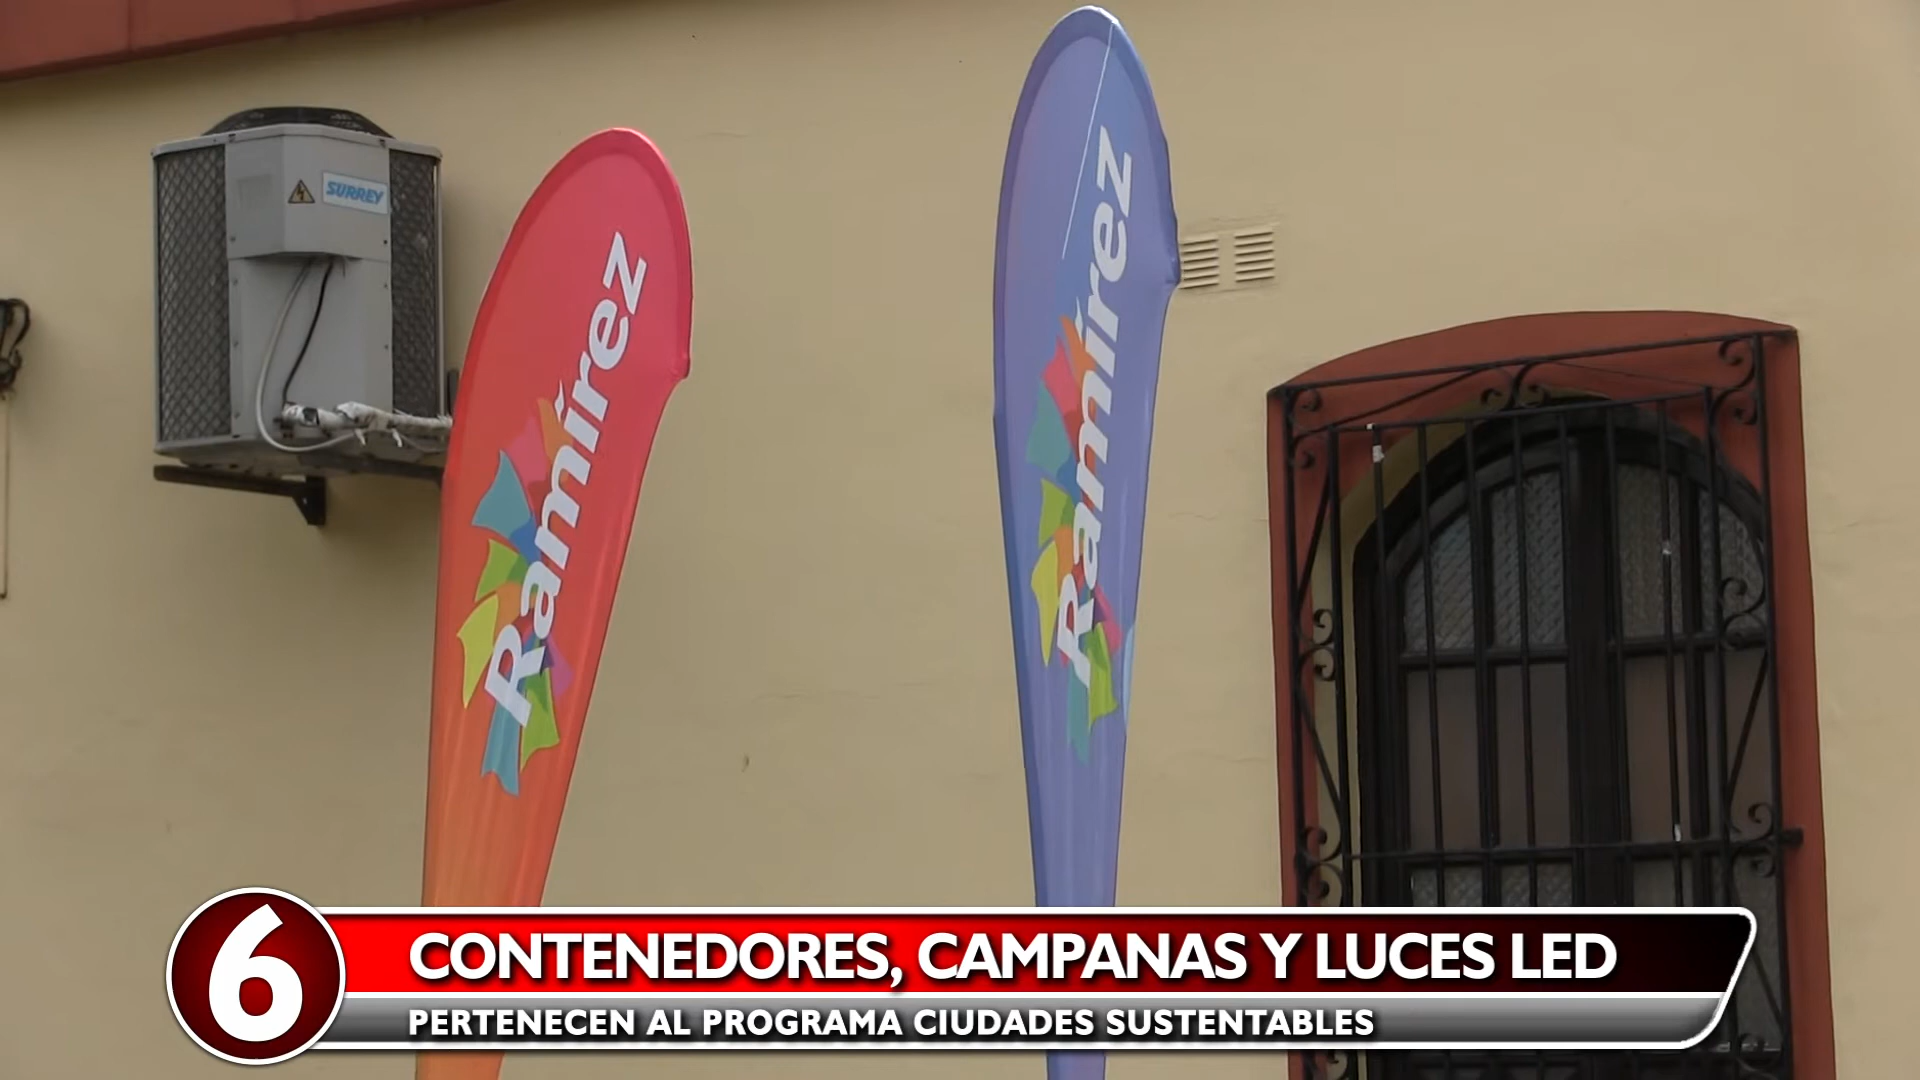 SURREY
Ramírez
Ramírez
6
CONTENEDORES, CAMPANAS Y LUCES LED
PERTENECEN AL PROGRAMA CIUDADES SUSTENTABLES